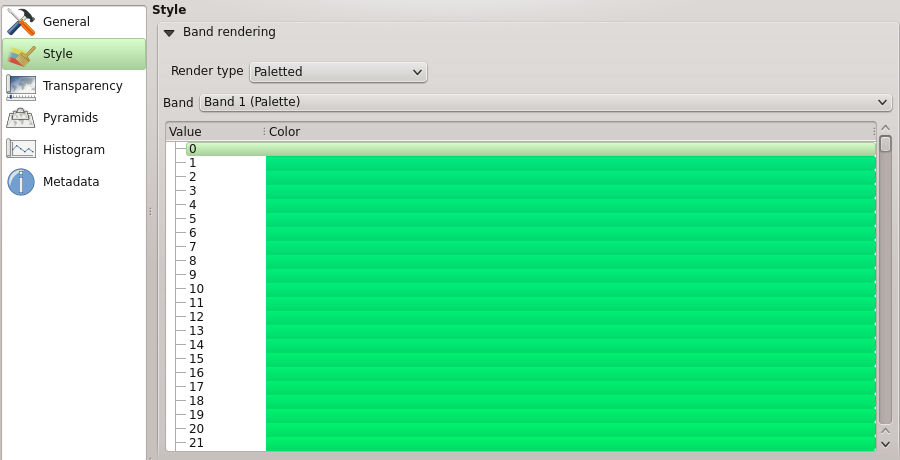 General
Style
Transparency
Pyramids
Histogram
Metadata
Style
Band rendering
Render type Paletted
Band Band 1 (Palette)
Value Color
0
1
2
3
4
5
6
7
8
9
10
11
12
13
14
15
16
17
18
19
20
21